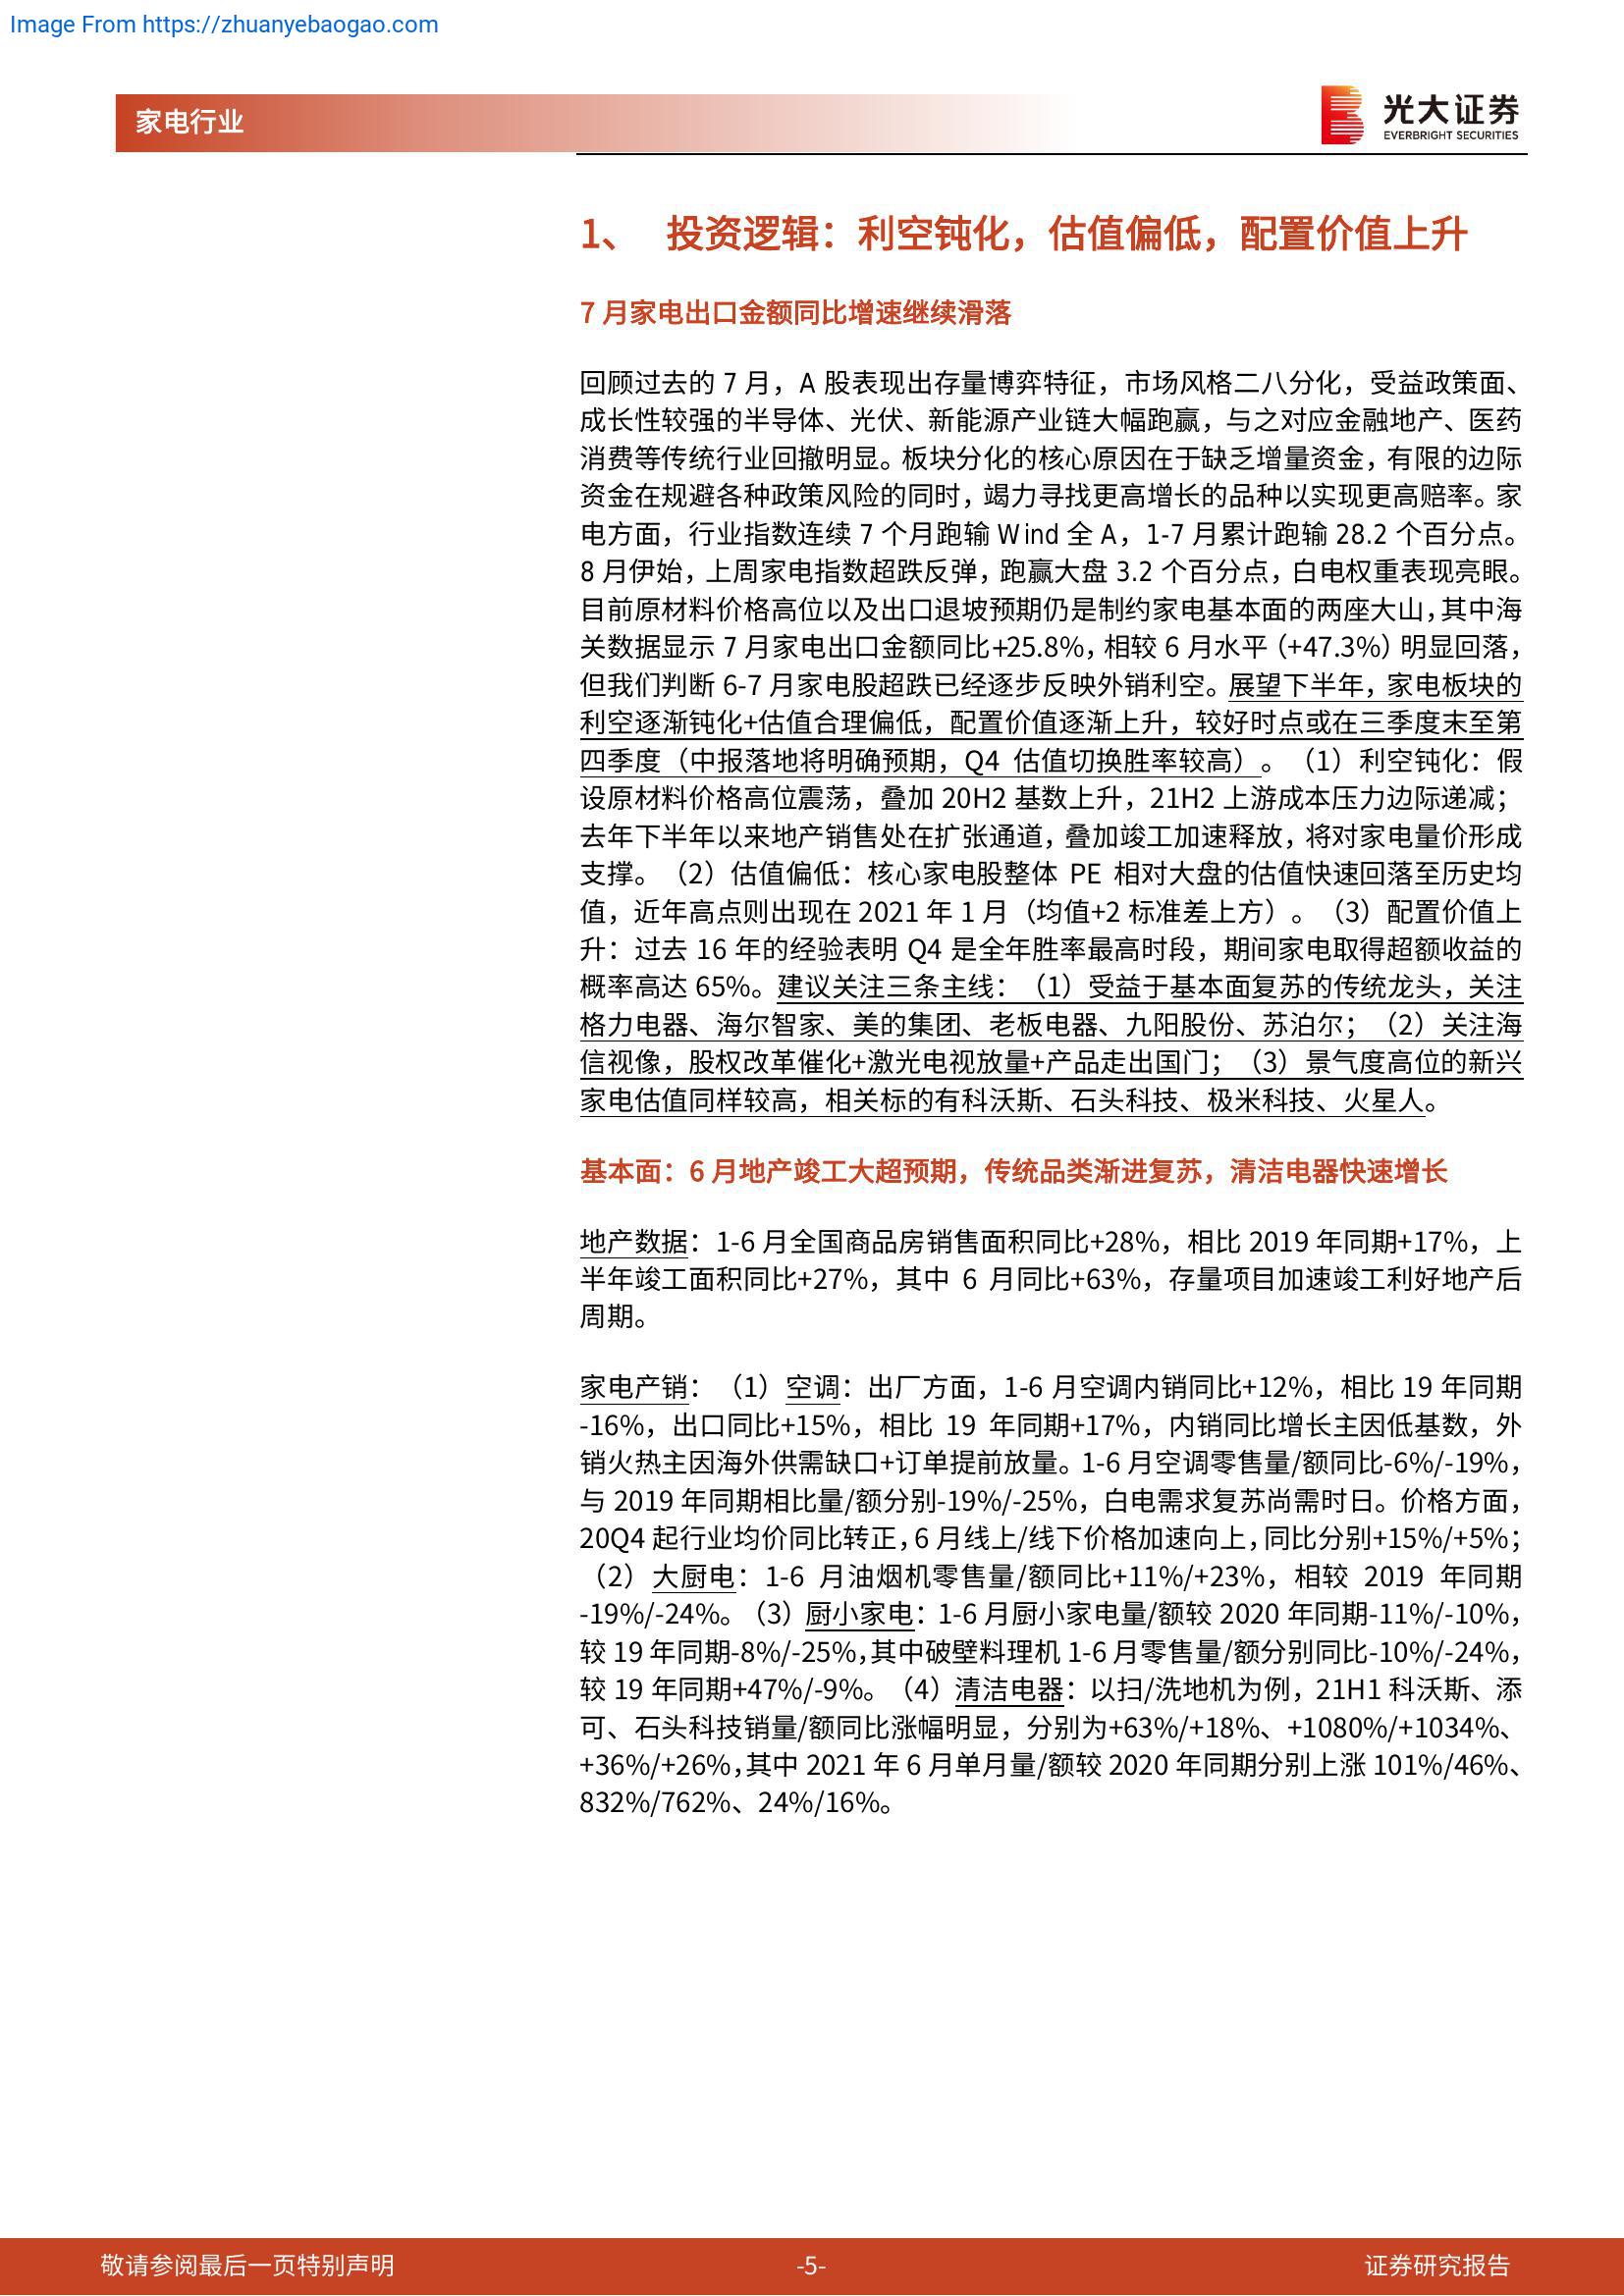 Image From https://zhuanyebaogao.com
家电行业
光大证券
EVERBRIGHT SECURITIES
1、 投资逻辑：利空钝化，估值偏低，配置价值上升
7 月家电出口金额同比增速继续滑落
回顾过去的 7 月，A 股表现出存量博弈特征，市场风格二八分化，受益政策面、
成长性较强的半导体、光伏、新能源产业链大幅跑赢，与之对应金融地产、医药
消费等传统行业回撤明显。板块分化的核心原因在于缺乏增量资金，有限的边际
资金在规避各种政策风险的同时，竭力寻找更高增长的品种以实现更高赔率。家
电方面，行业指数连续 7 个月跑输 Wind 全 A，1-7 月累计跑输 28.2 个百分点。
8 月伊始，上周家电指数超跌反弹，跑赢大盘 3.2 个百分点，白电权重表现亮眼。
目前原材料价格高位以及出口退坡预期仍是制约家电基本面的两座大山，其中海
关数据显示 7 月家电出口金额同比+25.8%，相较 6 月水平（+47.3%）明显回落，
但我们判断 6-7 月家电股超跌已经逐步反映外销利空。展望下半年，家电板块的
利空逐渐钝化+估值合理偏低，配置价值逐渐上升，较好时点或在三季度末至第
四季度（中报落地将明确预期，Q4 估值切换胜率较高）。（1）利空钝化：假
设原材料价格高位震荡，叠加 20H2 基数上升，21H2 上游成本压力边际递减；
去年下半年以来地产销售处在扩张通道，叠加竣工加速释放，将对家电量价形成
支撑。（2）估值偏低：核心家电股整体 PE 相对大盘的估值快速回落至历史均
值，近年高点则出现在 2021 年 1 月（均值+2 标准差上方）。（3）配置价值上
升：过去 16 年的经验表明 Q4 是全年胜率最高时段，期间家电取得超额收益的
概率高达 65%。建议关注三条主线：（1）受益于基本面复苏的传统龙头，关注
格力电器、海尔智家、美的集团、老板电器、九阳股份、苏泊尔；（2）关注海
信视像，股权改革催化+激光电视放量+产品走出国门；（3）景气度高位的新兴
家电估值同样较高，相关标的有科沃斯、石头科技、极米科技、火星人。
基本面：6 月地产竣工大超预期，传统品类渐进复苏，清洁电器快速增长
地产数据：1-6 月全国商品房销售面积同比+28%，相比 2019 年同期+17%，上
半年竣工面积同比+27%，其中 6 月同比+63%，存量项目加速竣工利好地产后
周期。
家电产销：（1）空调：出厂方面，1-6 月空调内销同比+12%，相比 19 年同期
-16%，出口同比+15%，相比 19 年同期+17%，内销同比增长主因低基数，外
销火热主因海外供需缺口+订单提前放量。1-6 月空调零售量/额同比-6%/-19%，
与 2019 年同期相比量/额分别-19%/-25%，白电需求复苏尚需时日。价格方面，
20Q4 起行业均价同比转正，6 月线上/线下价格加速向上，同比分别+15%/+5%；
（2）大厨电：1-6 月油烟机零售量/额同比+11%/+23%，相较 2019 年同期
-19%/-24%。（3）厨小家电：1-6 月厨小家电量/额较 2020 年同期-11%/-10%，
较 19 年同期-8%/-25%，其中破壁料理机 1-6 月零售量/额分别同比-10%/-24%，
较 19 年同期+47%/-9%。（4）清洁电器：以扫/洗地机为例，21H1 科沃斯、添
可、石头科技销量/额同比涨幅明显，分别为+63%/+18%、+1080%/+1034%、
+36%/+26%，其中 2021 年 6 月单月量/额较 2020 年同期分别上涨 101%/46%、
832%/762%、24%/16%。
敬请参阅最后一页特别声明
-5-
证券研究报告